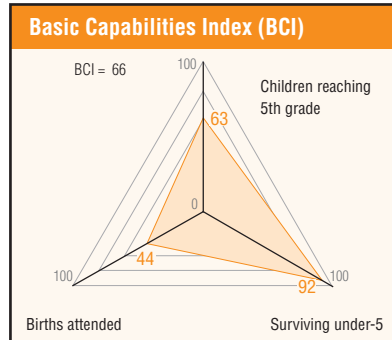 Basic Capabilities Index (BCI)
BCI = 66
100
Children reaching
5th grade
63
0
44
100
92
100
Births attended
Surviving under-5